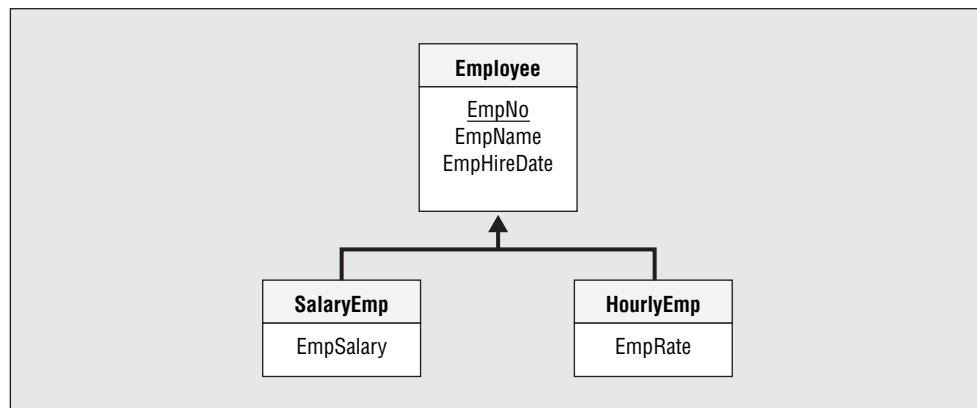 Employee
EmpNo
EmpName
EmpHireDate
SalaryEmp
EmpSalary
HourlyEmp
EmpRate